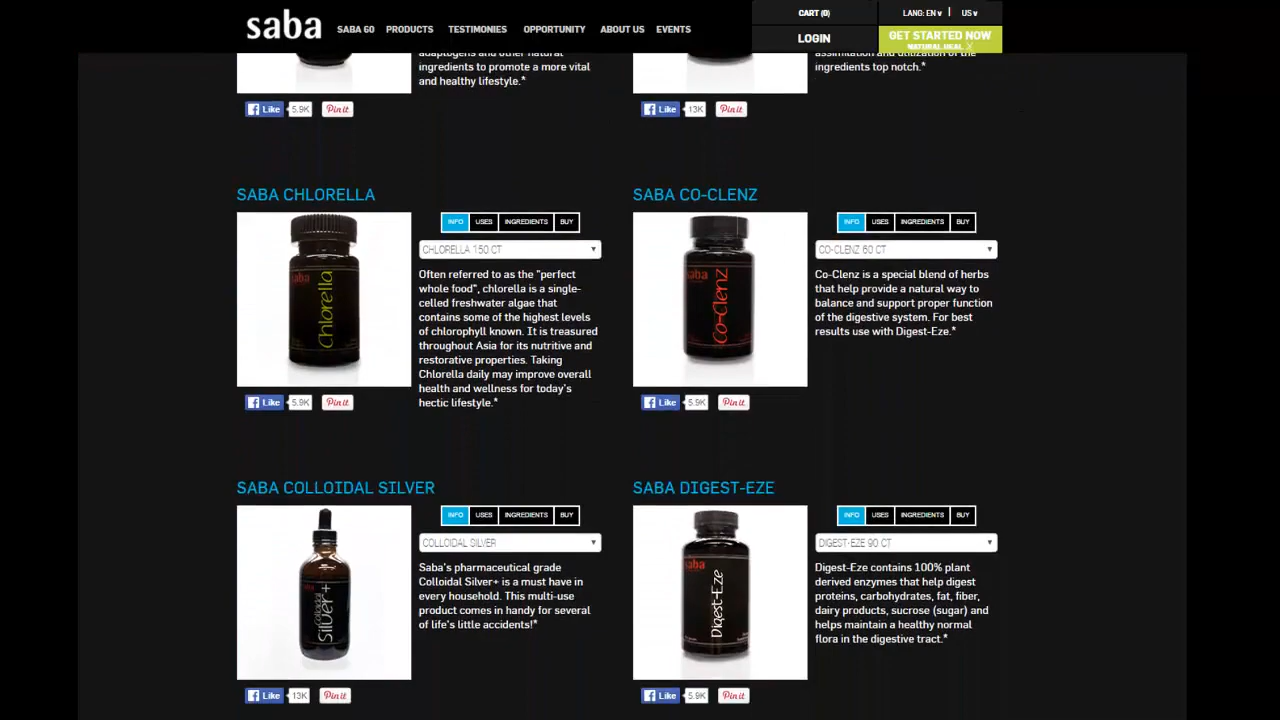 saba
SABA 60 PRODUCTS TESTIMONIES OPPORTUNITY ABOUT US EVENTS
CART (0)
LANG: EN v | US v
LOGIN
GET STARTED NOW
adaptogens and other natural
ingredients to promote a more vital
and healthy lifestyle.*
Like 5.9K Pin it
assimilation and utilization of the
ingredients top notch.*
Like 13K Pin it
SABA CHLORELLA
INFO USES INGREDIENTS BUY
CHLORELLA 150 CT
saba
Chlorella
Often referred to as the "perfect
whole food", chlorella is a single-
celled freshwater algae that
contains some of the highest levels
of chlorophyll known. It is treasured
throughout Asia for its nutritive and
restorative properties. Taking
Chlorella daily may improve overall
health and wellness for today's
hectic lifestyle.*
Like 5.9K Pin it
SABA CO-CLENZ
INFO USES INGREDIENTS BUY
CO-CLENZ 60 CT
saba
Co-Clenz
Co-Clenz is a special blend of herbs
that help provide a natural way to
balance and support proper function
of the digestive system. For best
results use with Digest-Eze.*
Like 5.9K Pin it
SABA COLLOIDAL SILVER
INFO USES INGREDIENTS BUY
COLLOIDAL SILVER
saba
Colloidal
Silver+
Saba's pharmaceutical grade
Colloidal Silver+ is a must have in
every household. This multi-use
product comes in handy for several
of life's little accidents!*
Like 13K Pin it
SABA DIGEST-EZE
INFO USES INGREDIENTS BUY
DIGEST-EZE 90 CT
saba
Digest-Eze
Digest-Eze contains 100% plant
derived enzymes that help digest
proteins, carbohydrates, fat, fiber,
dairy products, sucrose (sugar) and
helps maintain a healthy normal
flora in the digestive tract.*
Like 5.9K Pin it